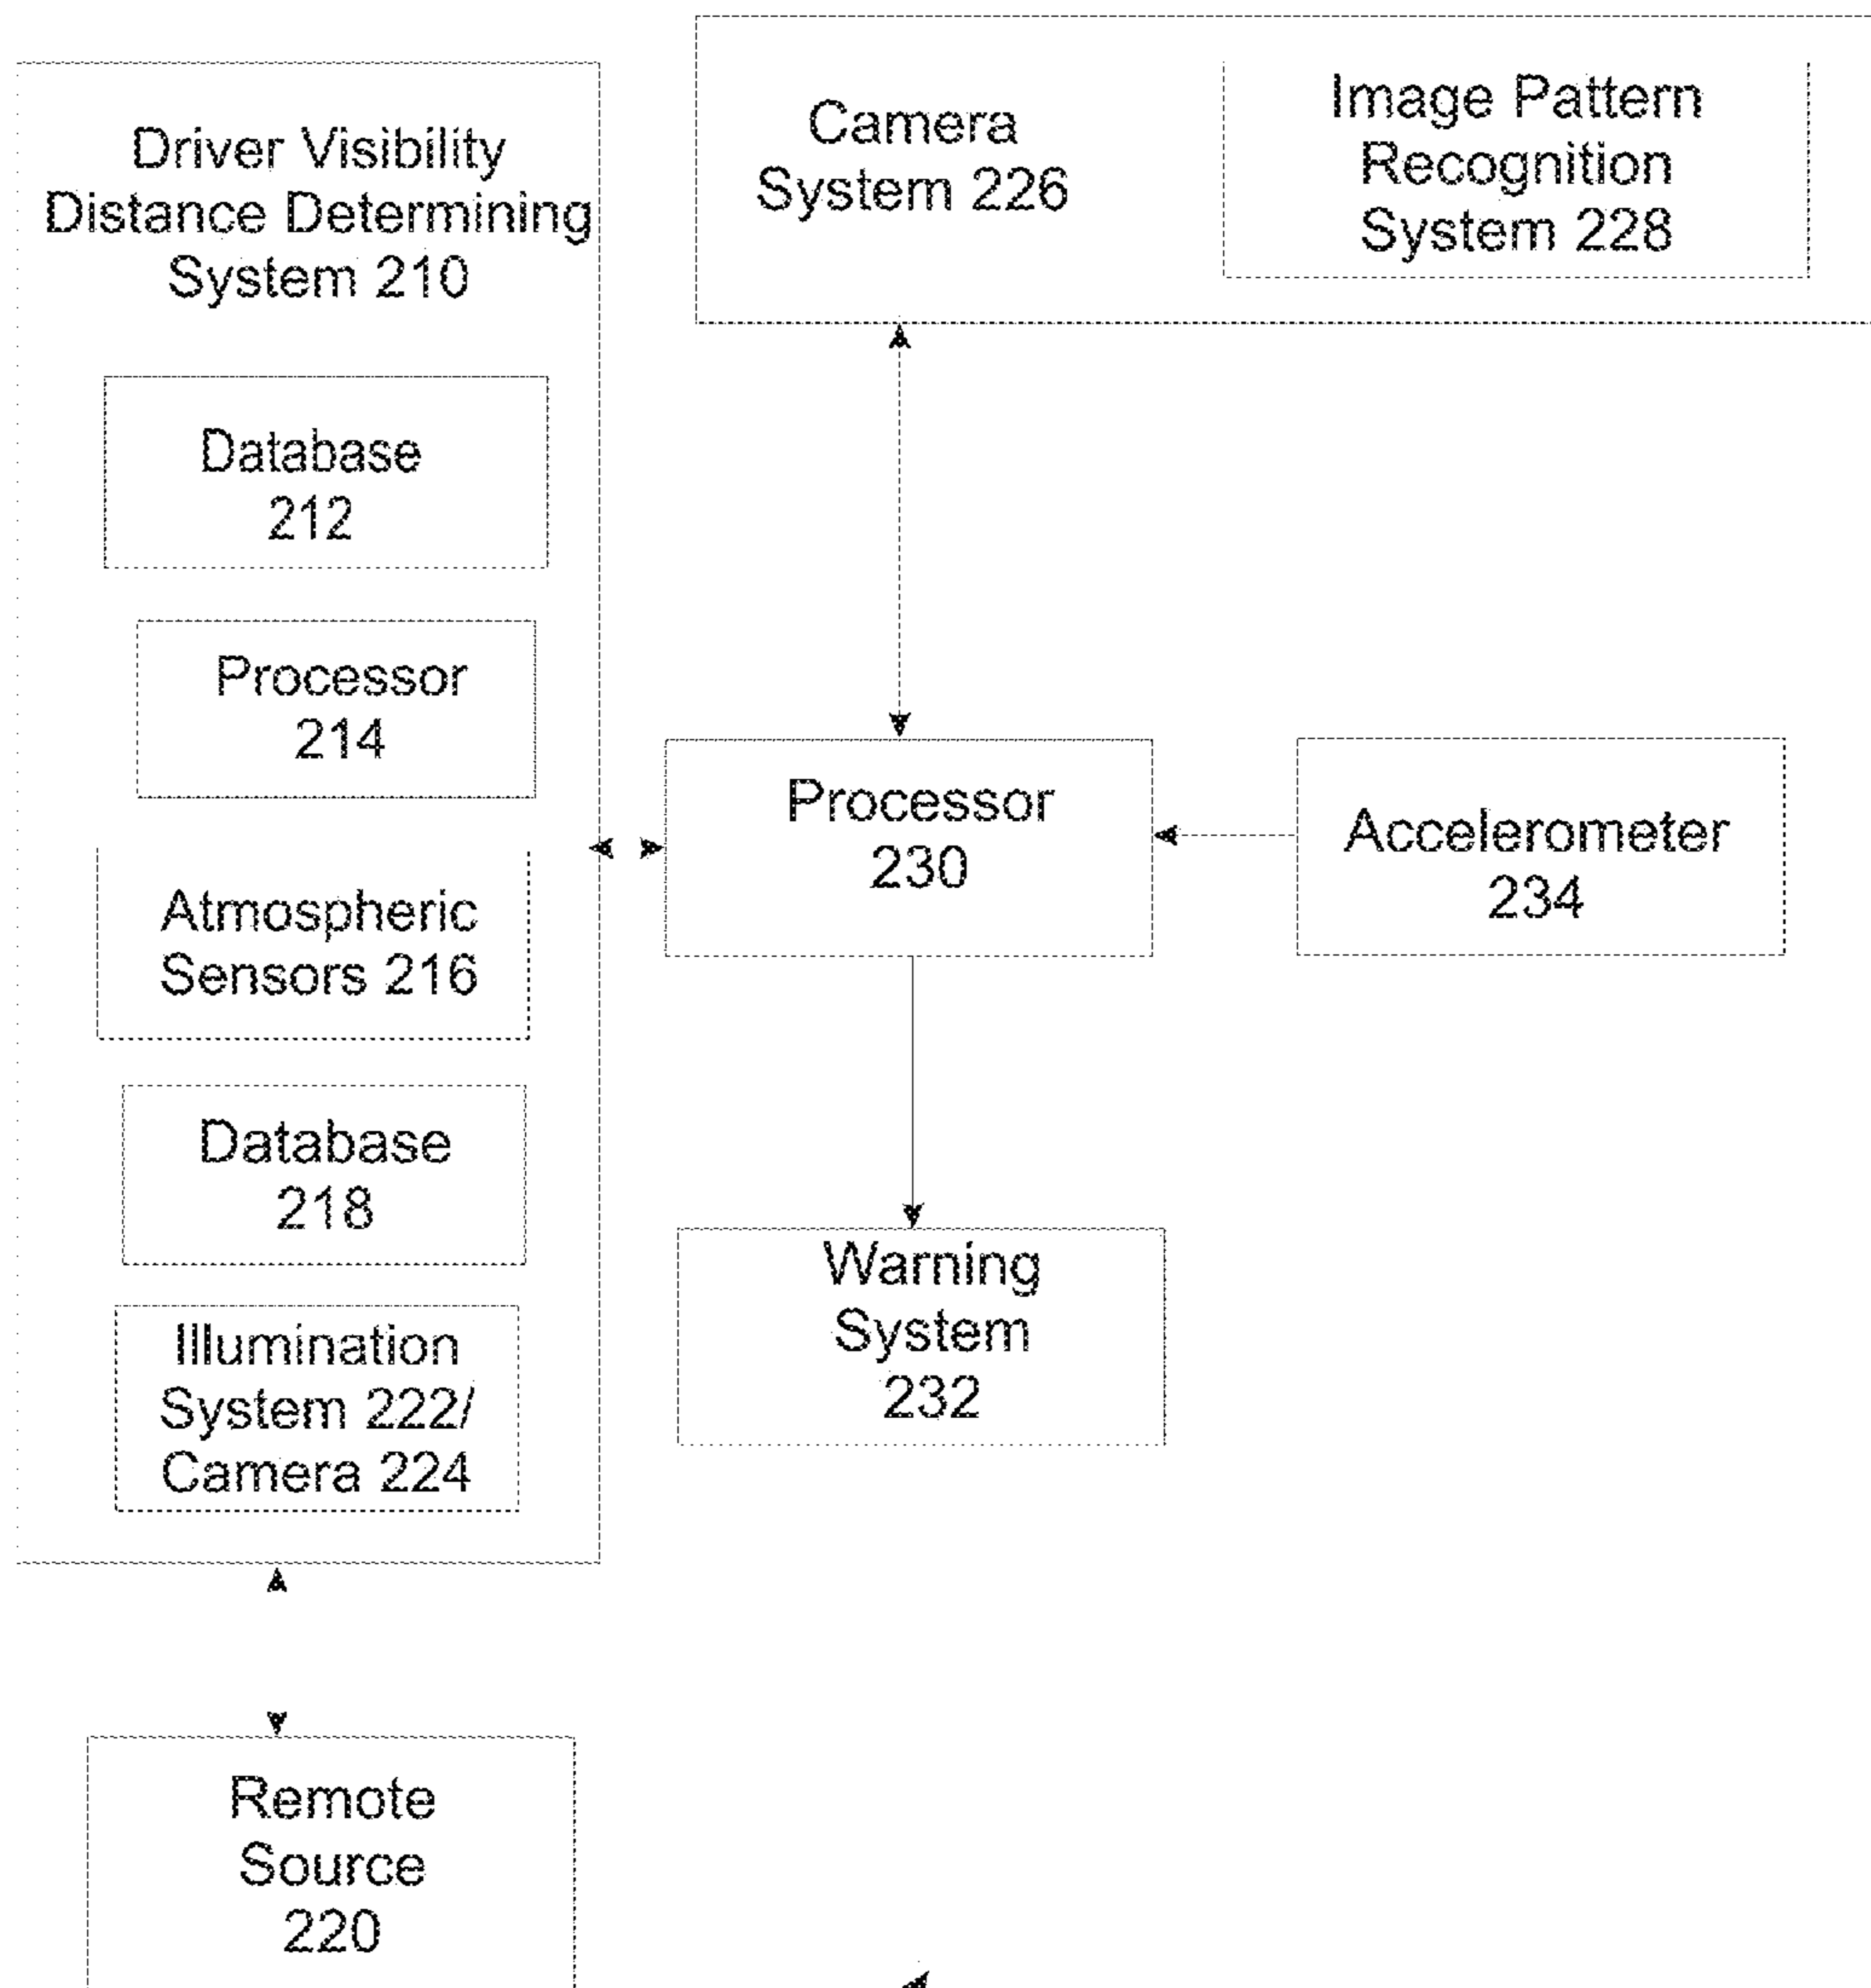 Driver Visibility
Distance Determining
System 210
Database
212
Processor
214
Atmospheric
Sensors 216
Database
218
Illumination
System 222/
Camera 224
Remote
Source
220
Camera
System 226
Image Pattern
Recognition
System 228
Processor
230
Accelerometer
234
Warning
System
232